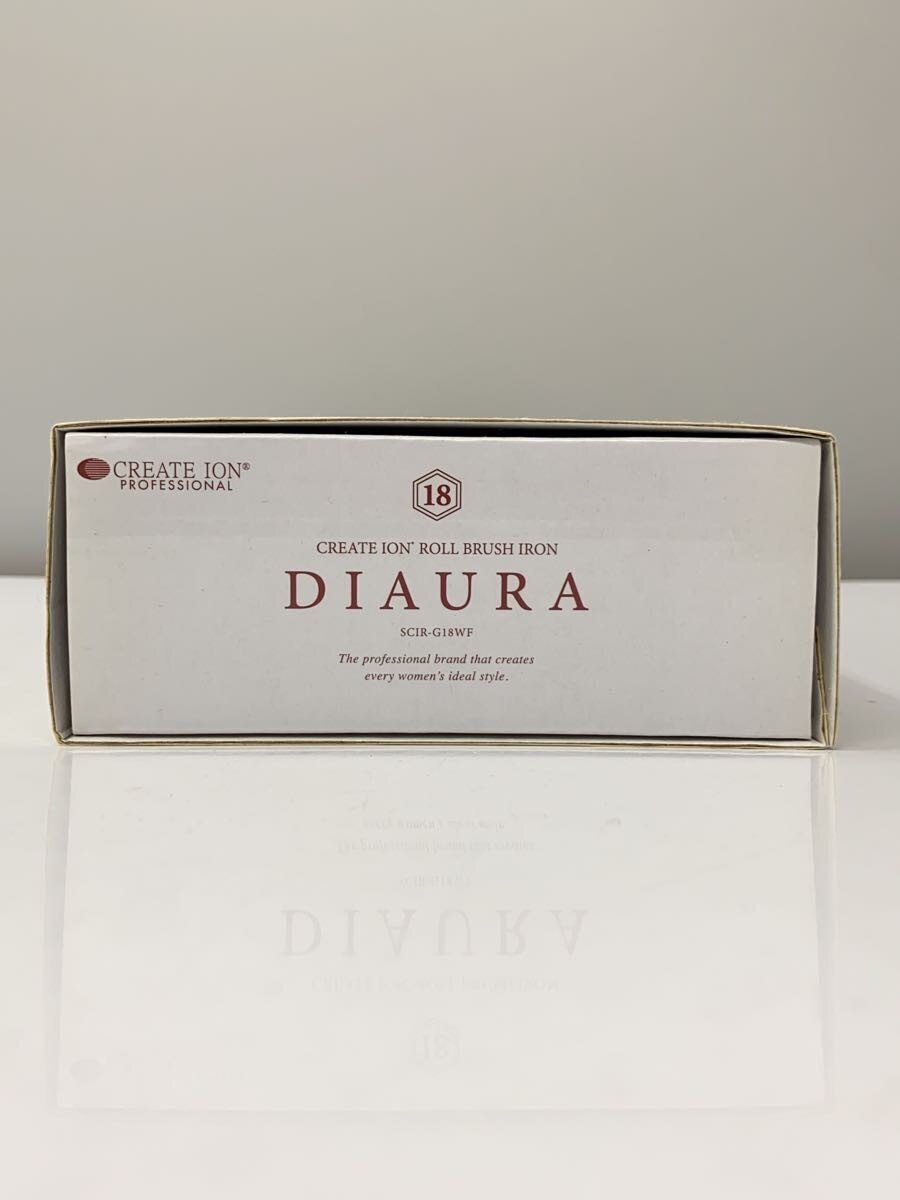 CREATE ION®
PROFESSIONAL
18
CREATE ION® ROLL BRUSH IRON
DIAURA
SCIR-G18WF
The professional brand that creates
every women's ideal style.